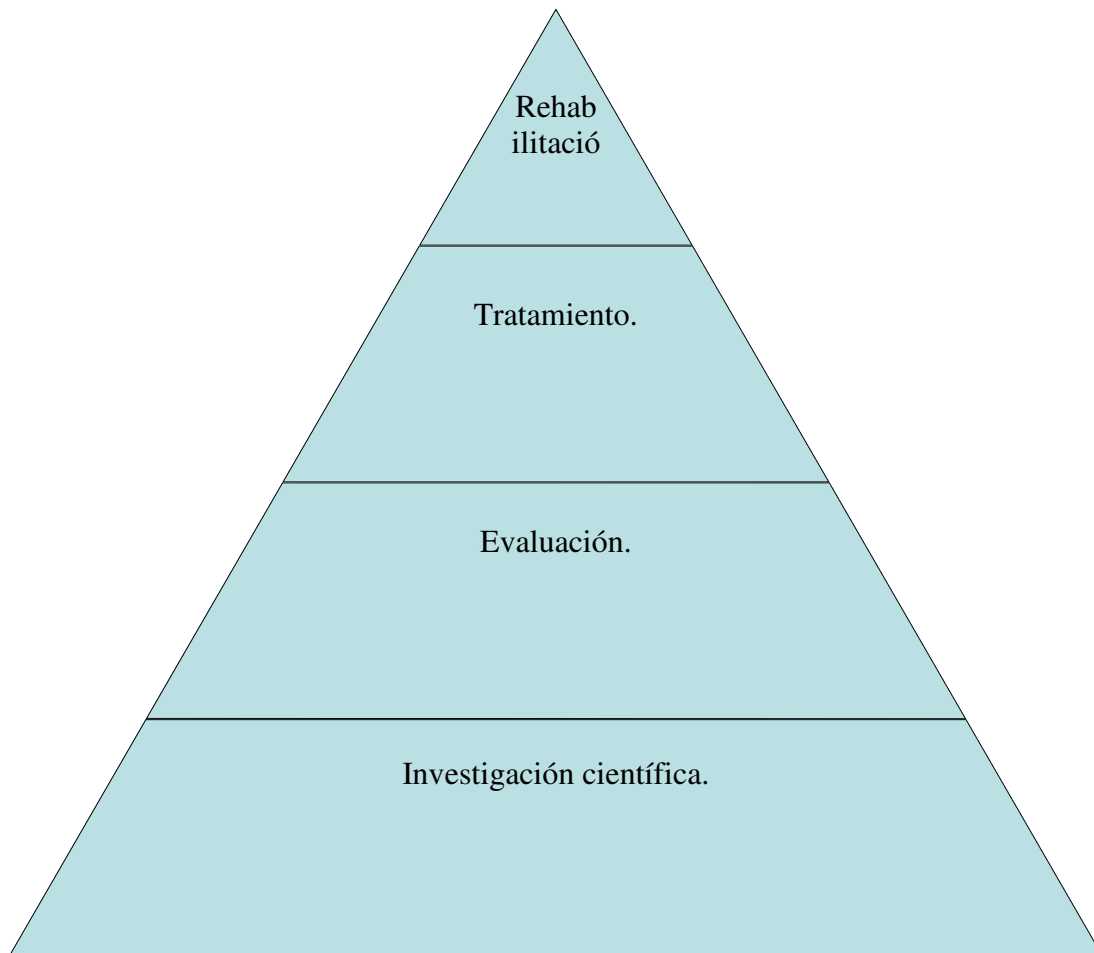 Rehab
ilitació
Tratamiento.
Evaluación.
Investigación científica.